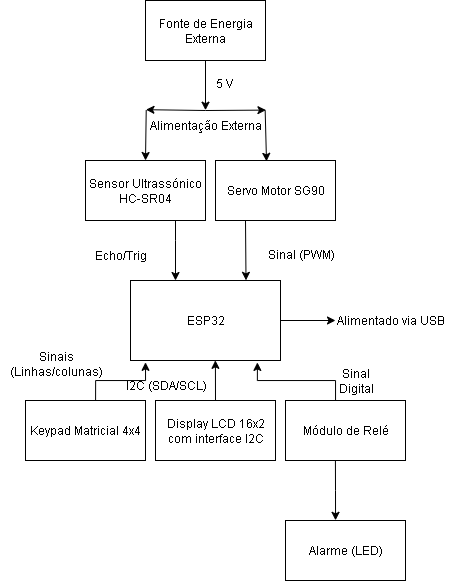 Fonte de Energia
Externa
5 V
Alimentação Externa
Sensor Ultrassónico
HC-SR04
Servo Motor SG90
Echo/Trig
Sinal (PWM)
ESP32
Alimentado via USB
Sinais
(Linhas/colunas)
I2C (SDA/SCL)
Sinal
Digital
Keypad Matricial 4x4
Display LCD 16x2
com interface I2C
Módulo de Relé
Alarme (LED)